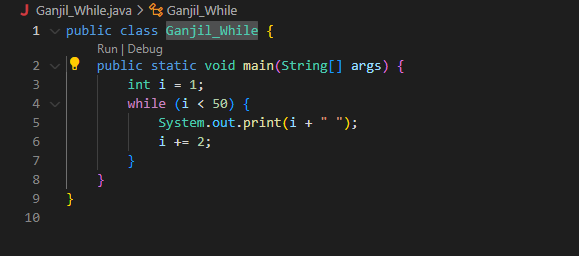 J Ganjil_While.java > Ganjil_While
1 public class Ganjil_While {
Run | Debug
2 public static void main(String[] args) {
3 int i = 1;
4 while (i < 50) {
5 System.out.print(i + " ");
6 i += 2;
7 }
8 }
9 }
10